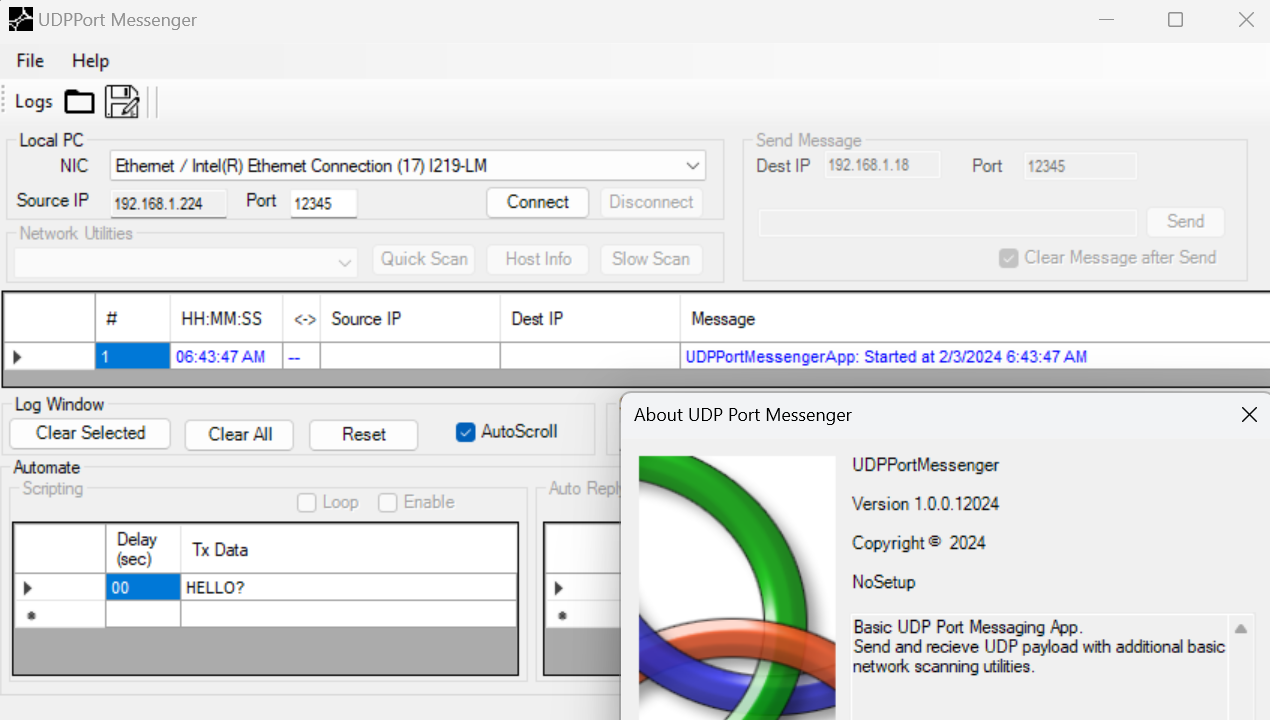 UDPPort Messenger
File Help
Logs
Local PC
NIC Ethernet / Intel(R) Ethernet Connection (17) I219-LM
Source IP 192.168.1.224 Port 12345 Connect Disconnect
Network Utilities
Quick Scan Host Info Slow Scan
Send Message
Dest IP 192.168.1.18 Port 12345
Send
Clear Message after Send
# HH:MM:SS <-> Source IP Dest IP Message
1 06:43:47 AM -- UDPPortMessengerApp: Started at 2/3/2024 6:43:47 AM
Log Window
Clear Selected Clear All Reset AutoScroll
Automate
Scripting
Loop Enable
Delay
(sec)
Tx Data
00 HELLO?
*
Auto Reply
*
About UDP Port Messenger
UDPPortMessenger
Version 1.0.0.12024
Copyright © 2024
NoSetup
Basic UDP Port Messaging App.
Send and recieve UDP payload with additional basic
network scanning utilities.